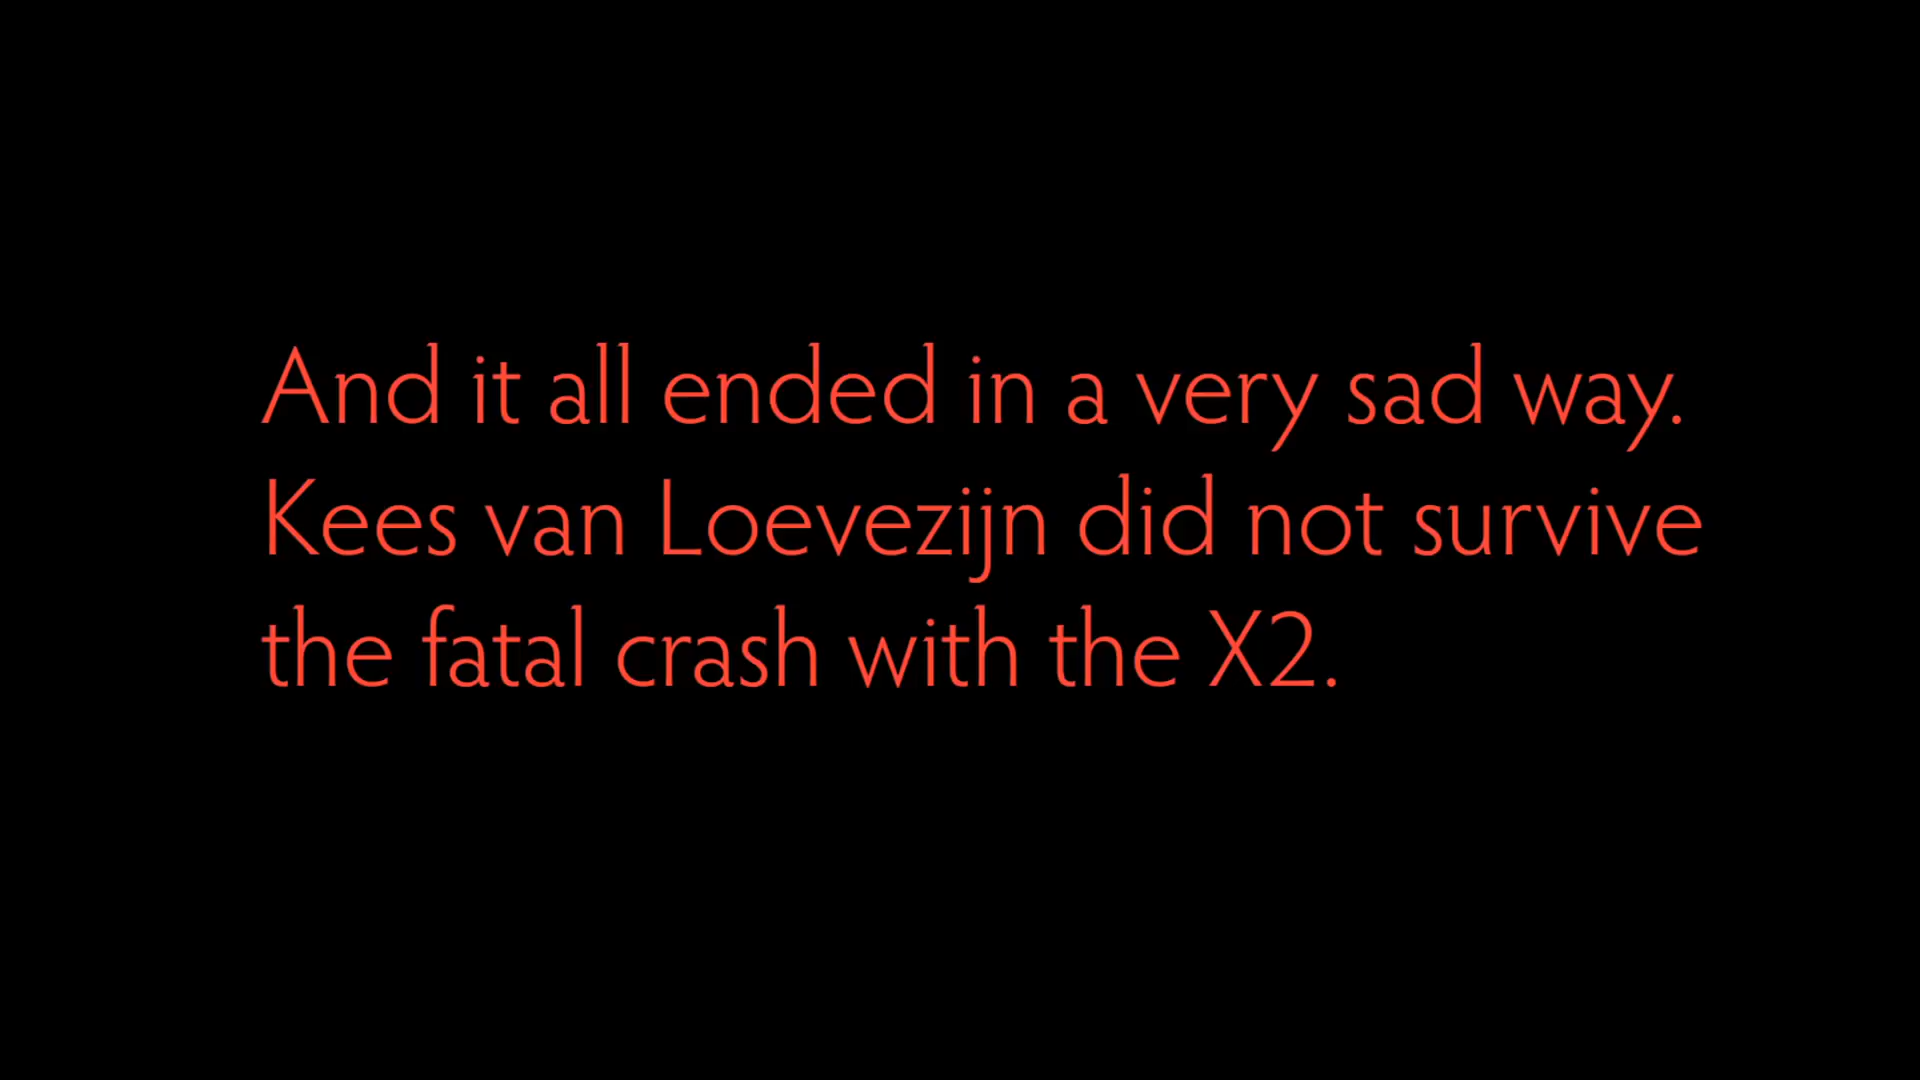 And it all ended in a very sad way.
Kees van Loevezijn did not survive
the fatal crash with the X2.